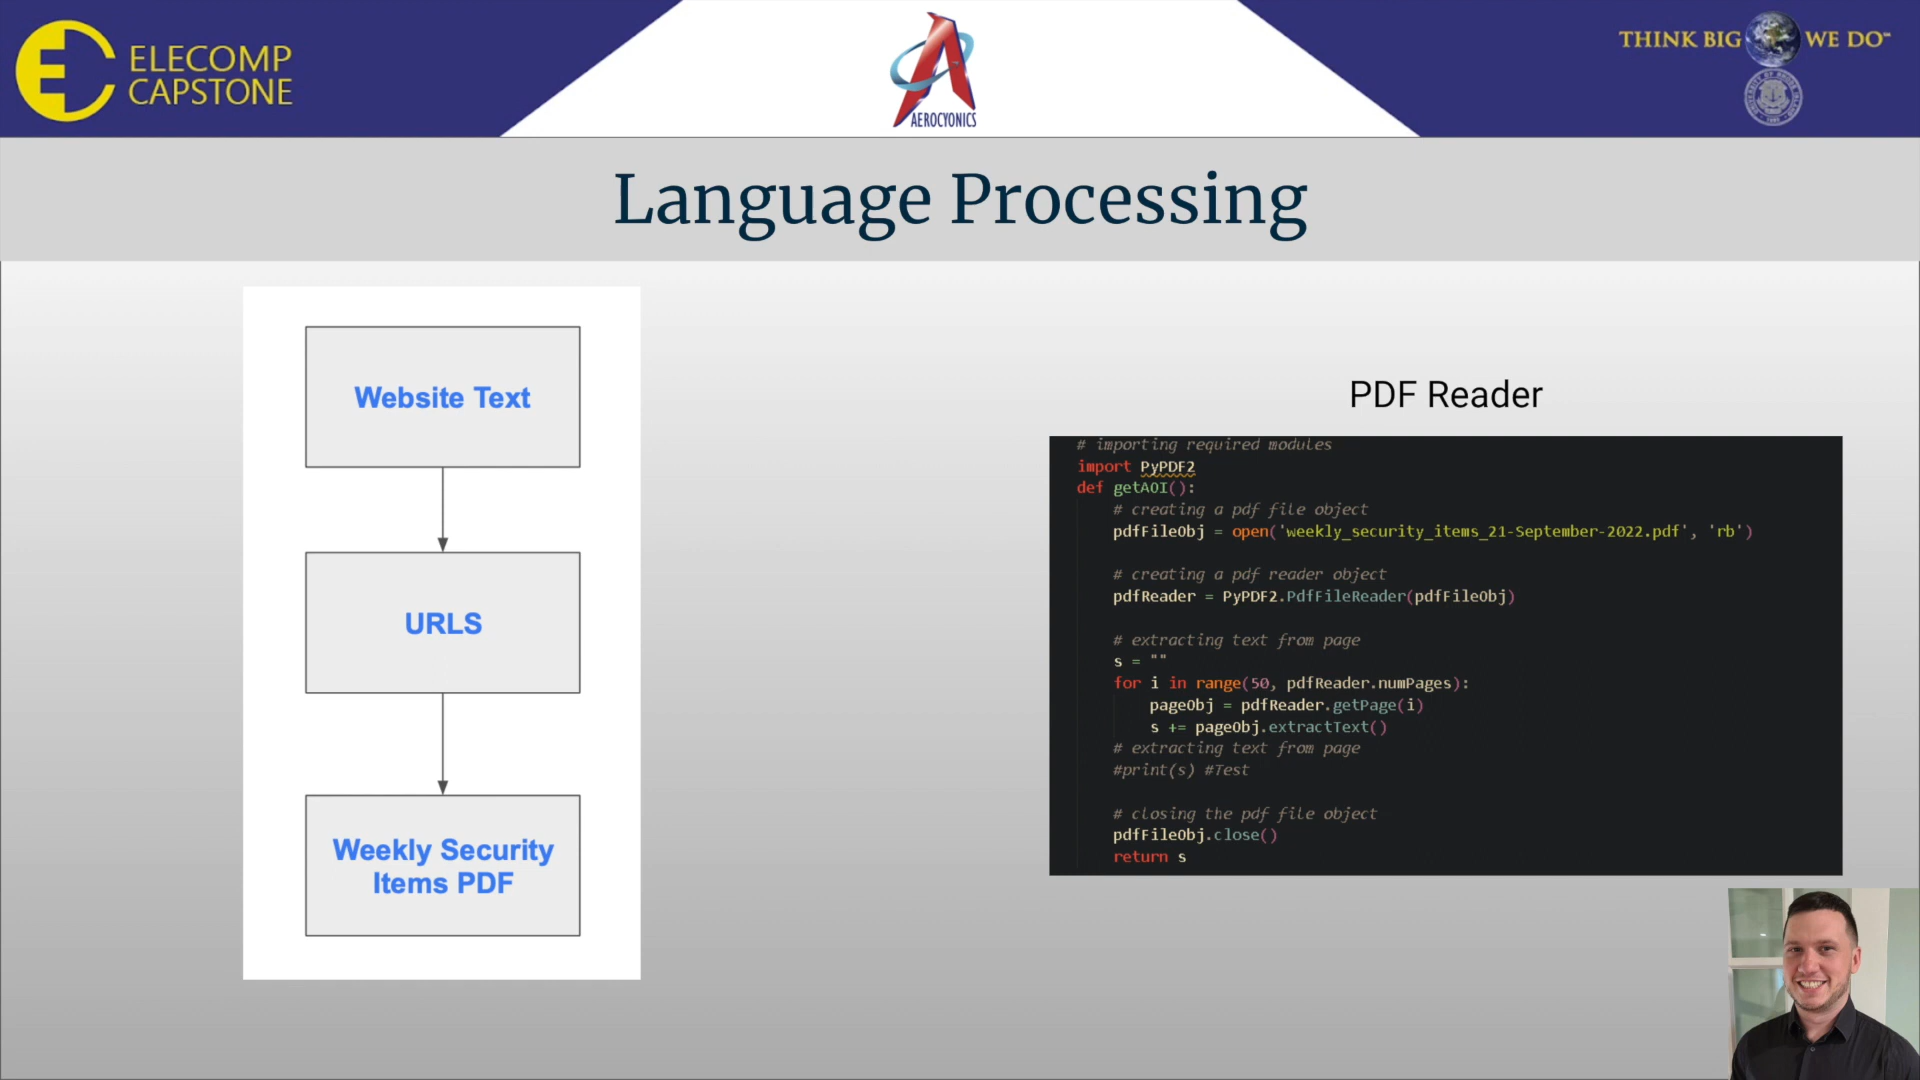 ELECOMP
CAPSTONE
AEROCYONICS
THINK BIG WE DO℠
Language Processing
Website Text
URLS
Weekly Security
Items PDF
PDF Reader
# importing required modules
import PyPDF2
def getAOI():
# creating a pdf file object
pdfFileObj = open('weekly_security_items_21-September-2022.pdf', 'rb')
# creating a pdf reader object
pdfReader = PyPDF2.PdfFileReader(pdfFileObj)
# extracting text from page
s = ""
for i in range(50, pdfReader.numPages):
pageObj = pdfReader.getPage(i)
s += pageObj.extractText()
# extracting text from page
#print(s) #Test
# closing the pdf file object
pdfFileObj.close()
return s